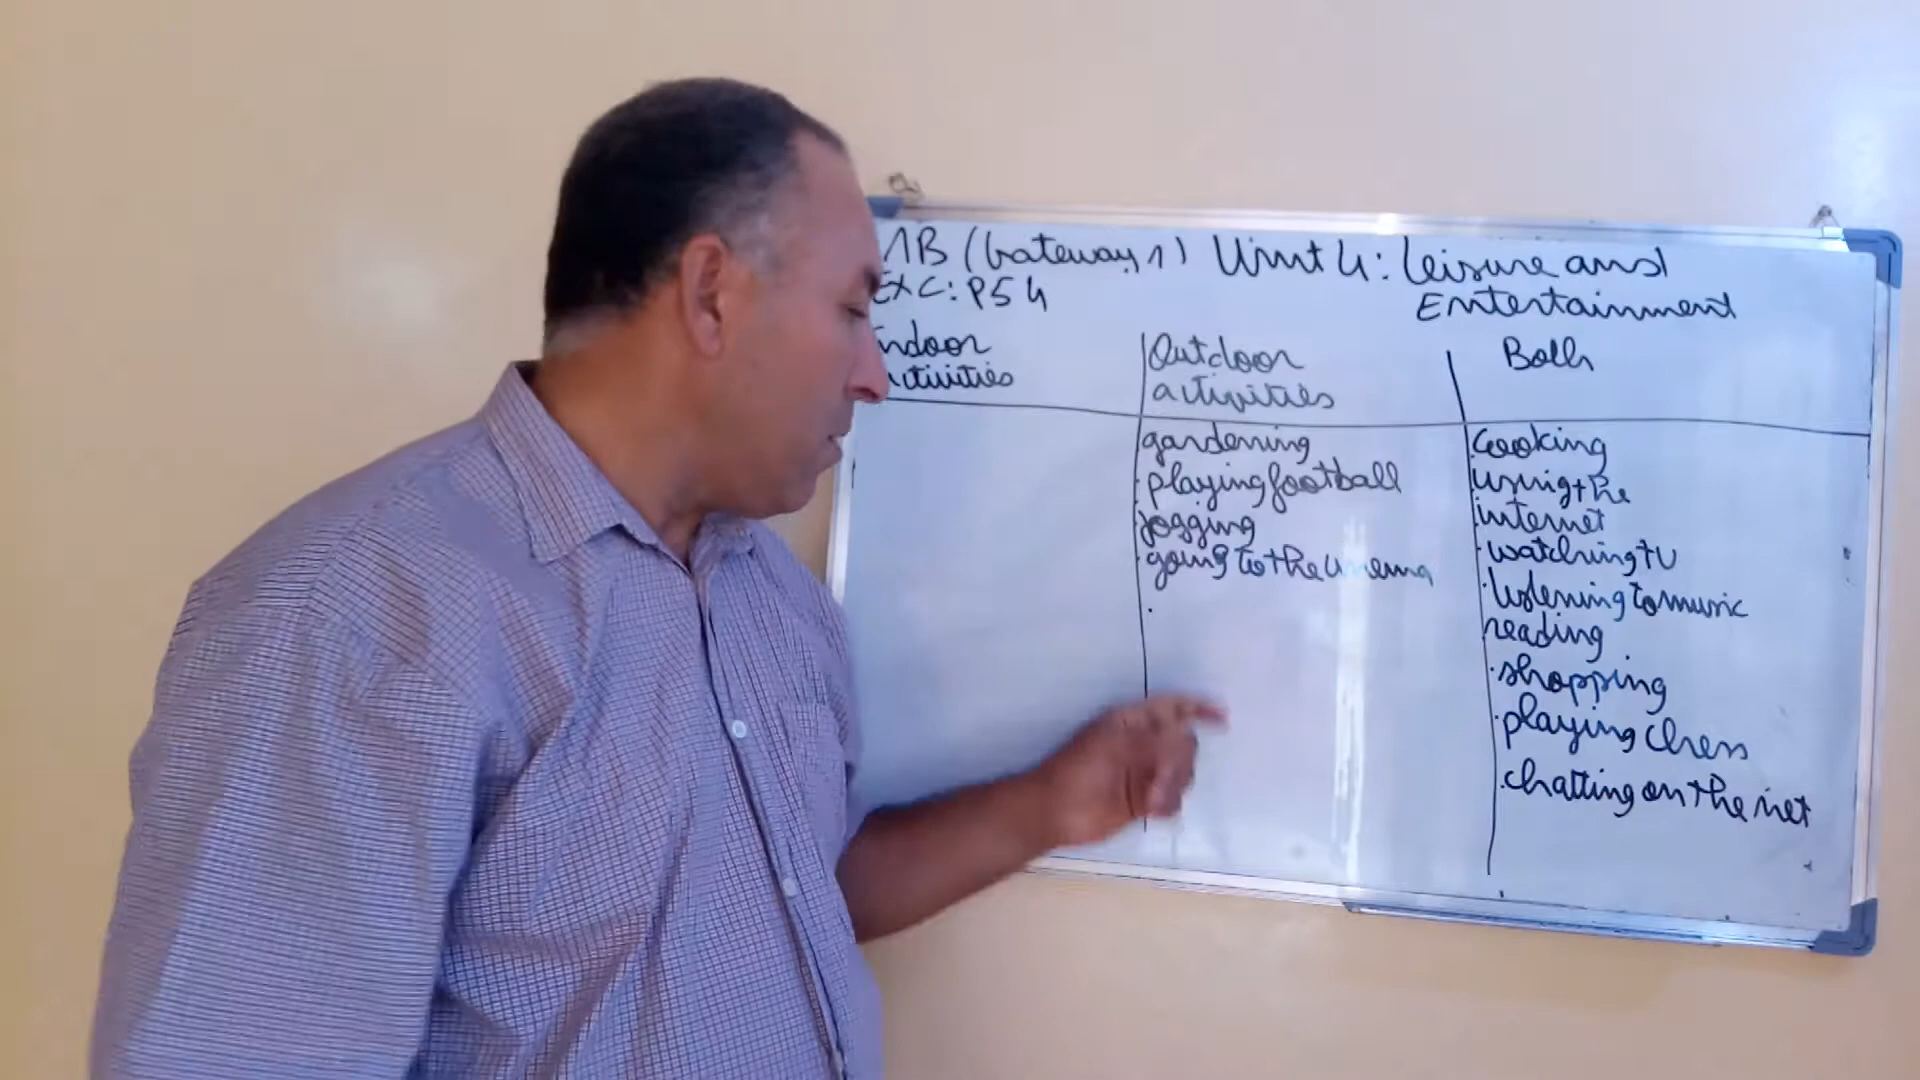 1B (Gateway 1) Unit 4: Leisure and
Entertainment
EXC: P54
Indoor
activities
Outdoor
activities
Both
gardening
. playing football
jogging
. going to the cinema
.
. cooking
using the
internet
. watching tv
. listening to music
reading
. shopping
. playing chess
. chatting on the net